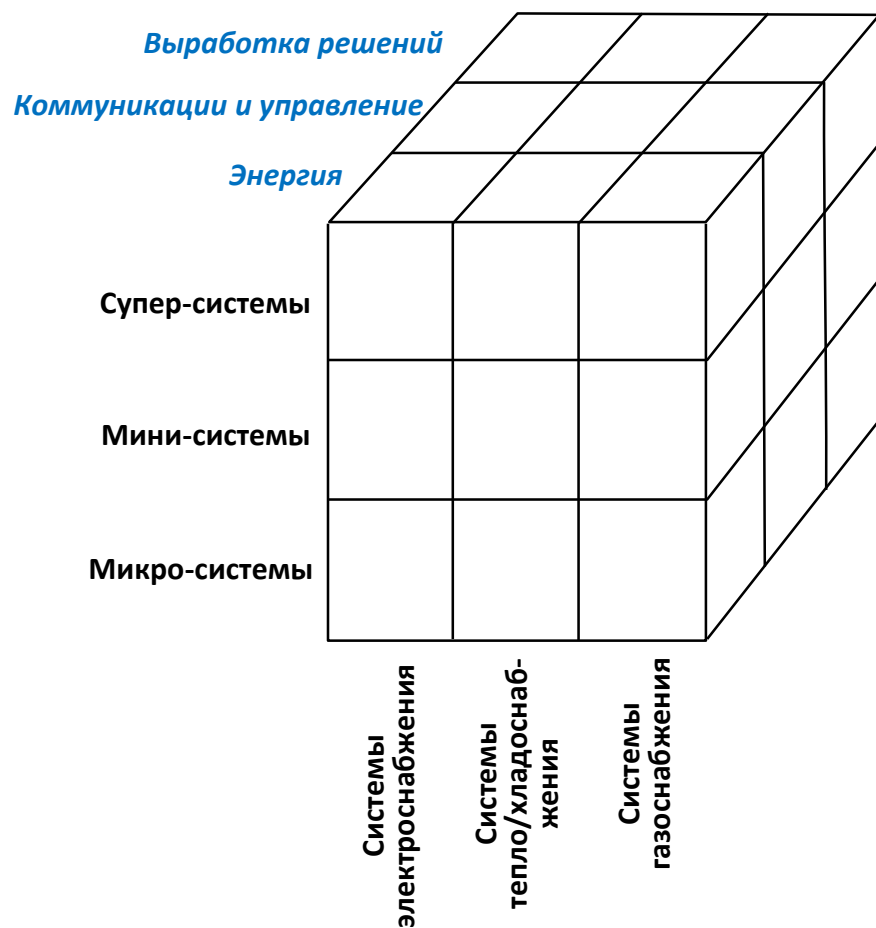 Выработка решений
Коммуникации и управление
Энергия
Супер-системы
Мини-системы
Микро-системы
Системы
электроснабжения
Системы
тепло/хладоснаб-
жения
Системы
газоснабжения